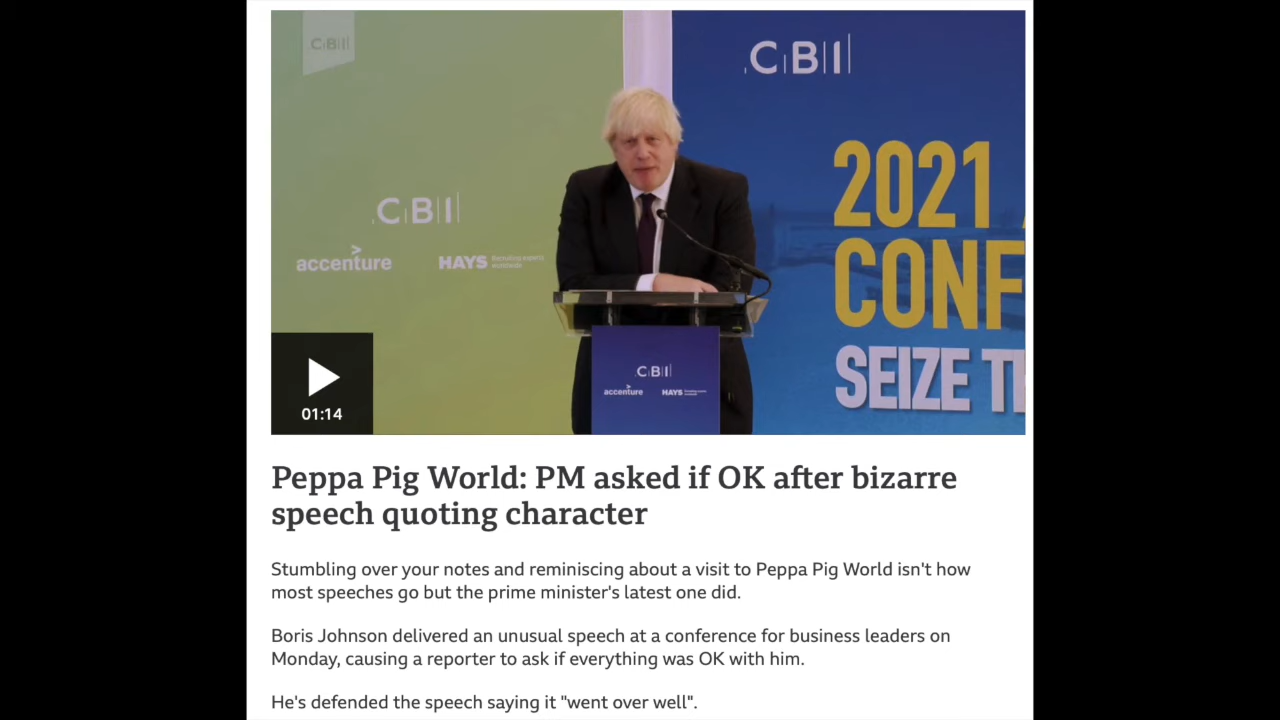 CBI
CBI
2021
CONF
SEIZE
CBI
accenture
HAYS Recruiting experts
worldwide
CBI
accenture HAYS
01:14
Peppa Pig World: PM asked if OK after bizarre
speech quoting character
Stumbling over your notes and reminiscing about a visit to Peppa Pig World isn't how
most speeches go but the prime minister's latest one did.
Boris Johnson delivered an unusual speech at a conference for business leaders on
Monday, causing a reporter to ask if everything was OK with him.
He's defended the speech saying it "went over well".